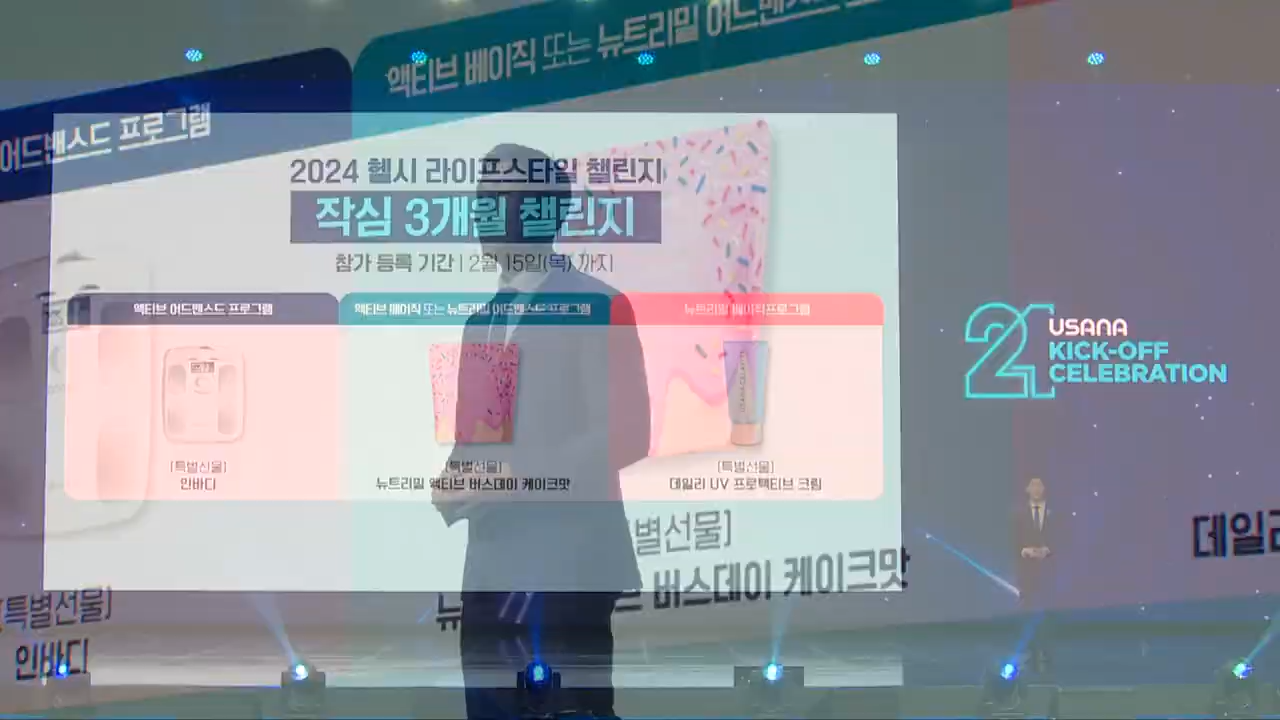 액티브 베이직 또는 뉴트리밀 어드밴스드
어드밴스드 프로그램
2024 헬시 라이프스타일 챌린지
작심 3개월 챌린지
참가 등록 기간 | 2월 15일(목) 까지
액티브 어드밴스드 프로그램
액티브 베이직 또는 뉴트리밀 어드밴스드 프로그램
뉴트리밀 베이직프로그램
[특별선물]
인바디
[특별선물]
뉴트리밀 액티브 버스데이 케이크맛
[특별선물]
데일리 UV 프로텍티브 크림
21 USANA
KICK-OFF
CELEBRATION
[특별선물]
인바디
별선물]
버스데이 케이크맛
데일리